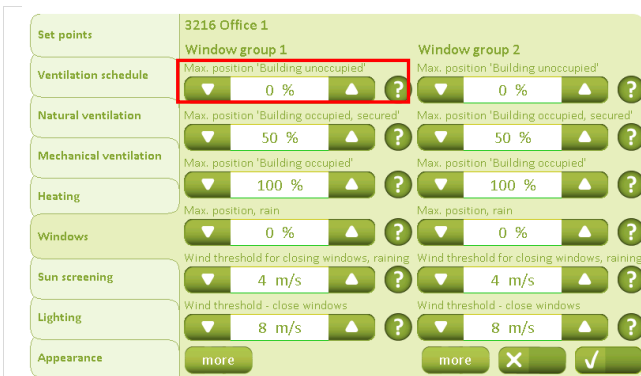 Set points
Ventilation schedule
Natural ventilation
Mechanical ventilation
Heating
Windows
Sun screening
Lighting
Appearance
3216 Office 1
Window group 1
Window group 2
Max. position 'Building unoccupied'
Max. position 'Building unoccupied'
0 %
?
0 %
?
Max. position 'Building occupied, secured'
Max. position 'Building occupied, secured'
50 %
?
50 %
?
Max. position 'Building occupied'
Max. position 'Building occupied'
100 %
?
100 %
?
Max. position, rain
Max. position, rain
0 %
?
0 %
?
Wind threshold for closing windows, raining
Wind threshold for closing windows, raining
4 m/s
?
4 m/s
?
Wind threshold - close windows
Wind threshold - close windows
8 m/s
?
8 m/s
?
more
more